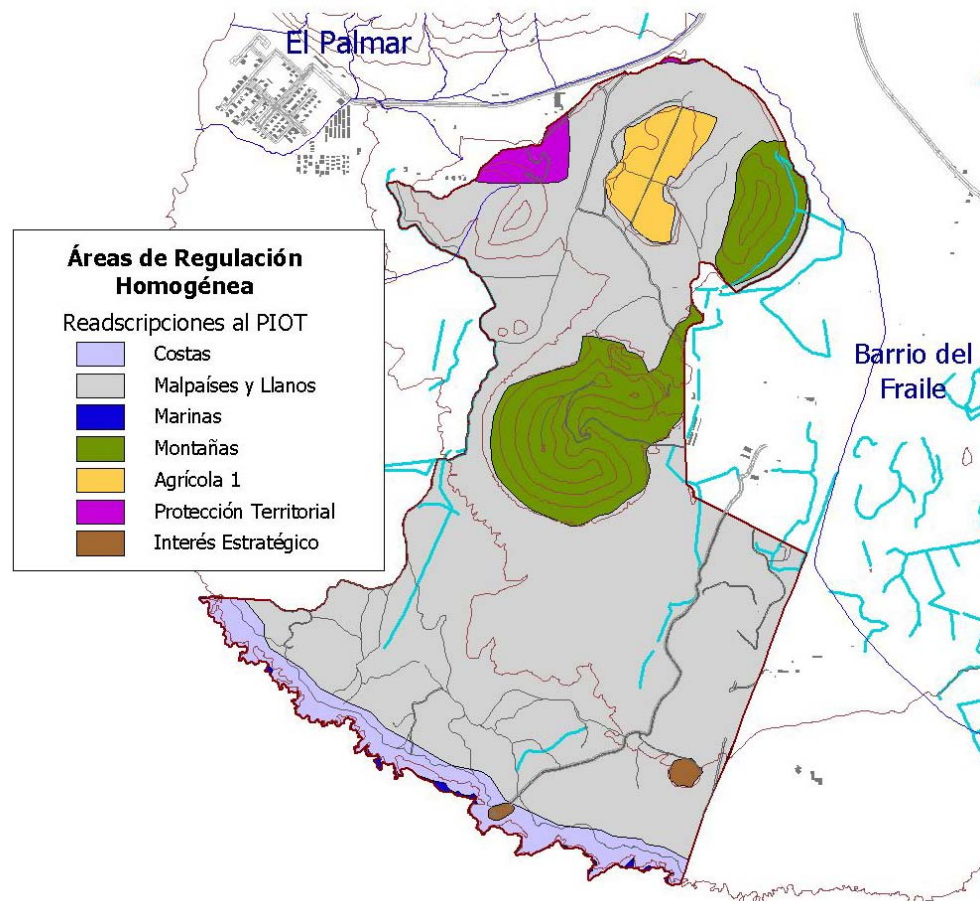 El Palmar
Áreas de Regulación
Homogénea
Readscripciones al PIOT
Costas
Malpaíses y Llanos
Marinas
Montañas
Agrícola 1
Protección Territorial
Interés Estratégico
Barrio del
Fraile